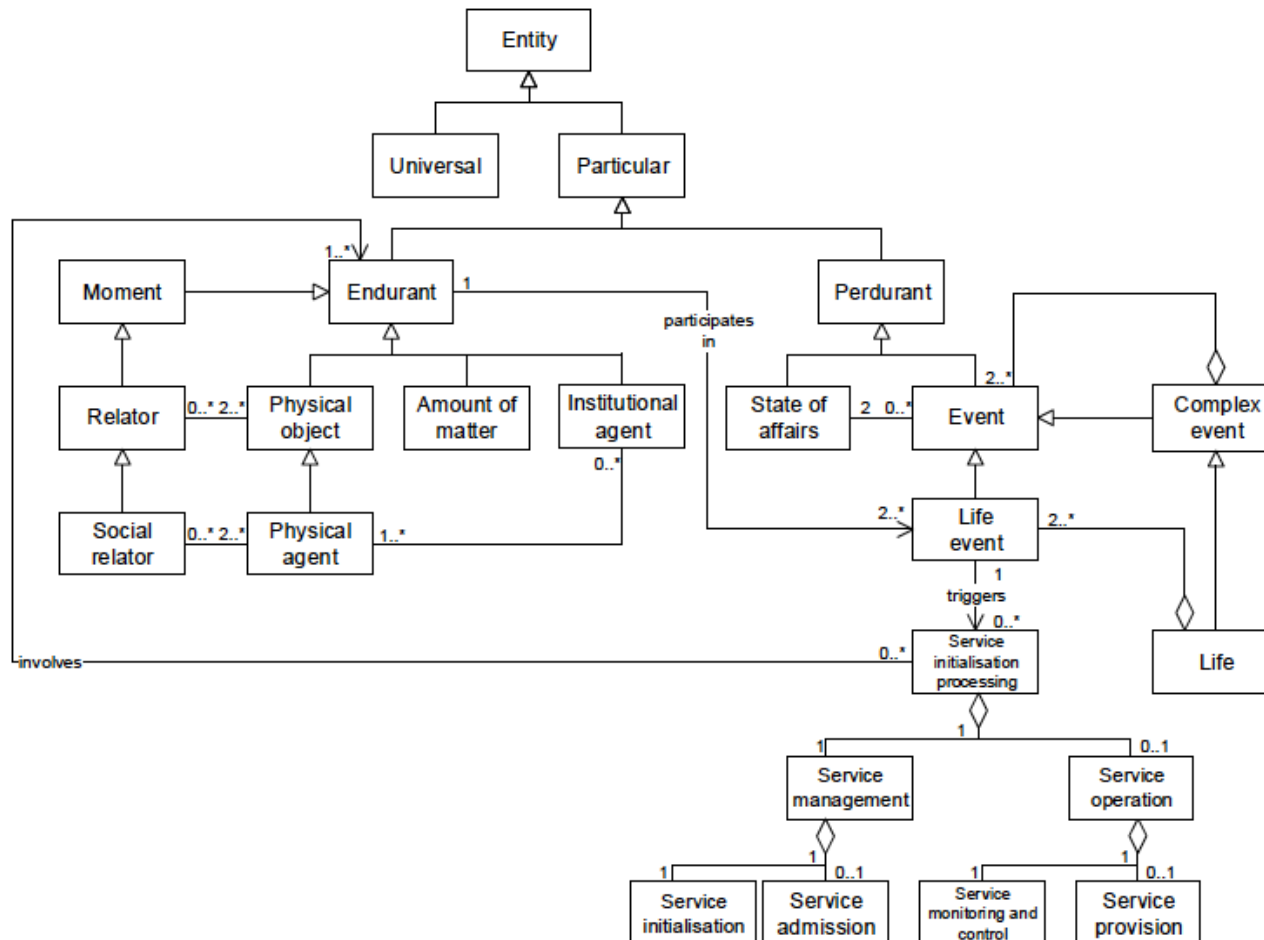 Entity
Universal
Particular
1..*
Moment
Endurant
1
Perdurant
participates
in
2..*
Relator
0..*
2..*
Physical
object
Amount of
matter
Institutional
agent
State of
affairs
2
0..*
Event
Complex
event
0..*
Social
relator
0..*
2..*
Physical
agent
1..*
2..*
Life
event
2..*
1
triggers
0..*
involves
0..*
Service
initialisation
processing
Life
1
1
0..1
Service
management
Service
operation
1
1
0..1
1
1
0..1
Service
initialisation
Service
admission
Service
monitoring and
control
Service
provision